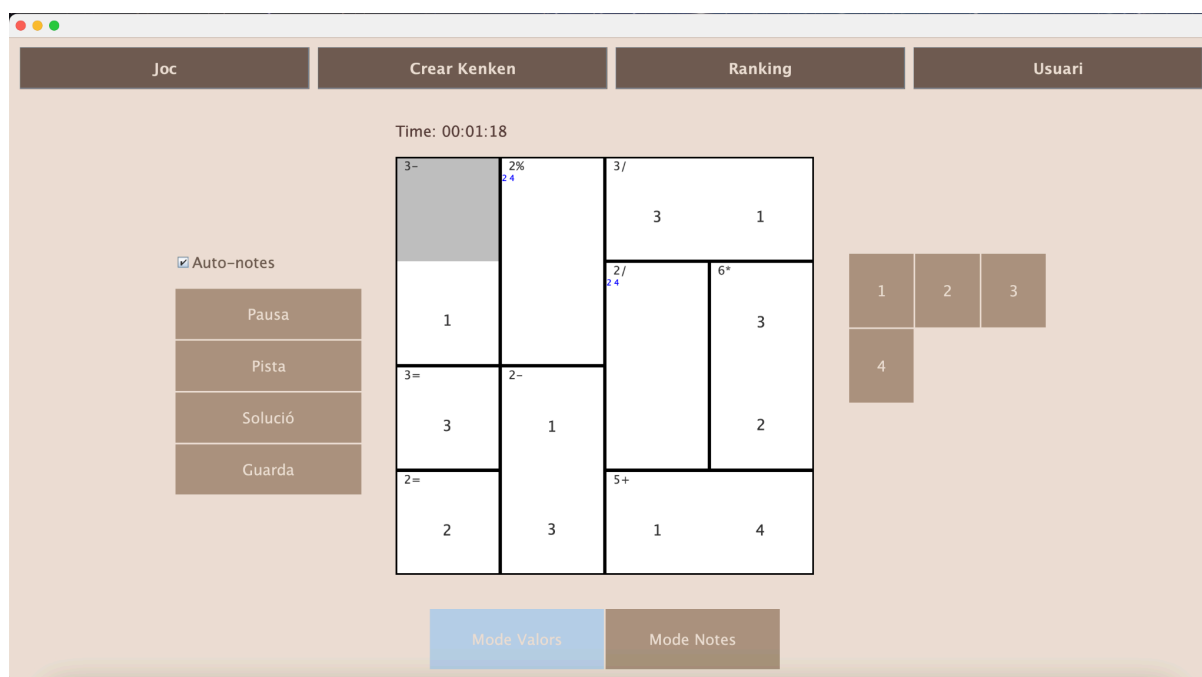 Joc Crear Kenken Ranking Usuari
Time: 00:01:18
3- 2% 3/
2 4
3 1
Auto-notes
2/ 6*
2 4
1 2 3
Pausa
1 3
Pista
4
3= 2-
Solució
3 1 2
Guarda
2= 5+
2 3 1 4
Mode Valors Mode Notes